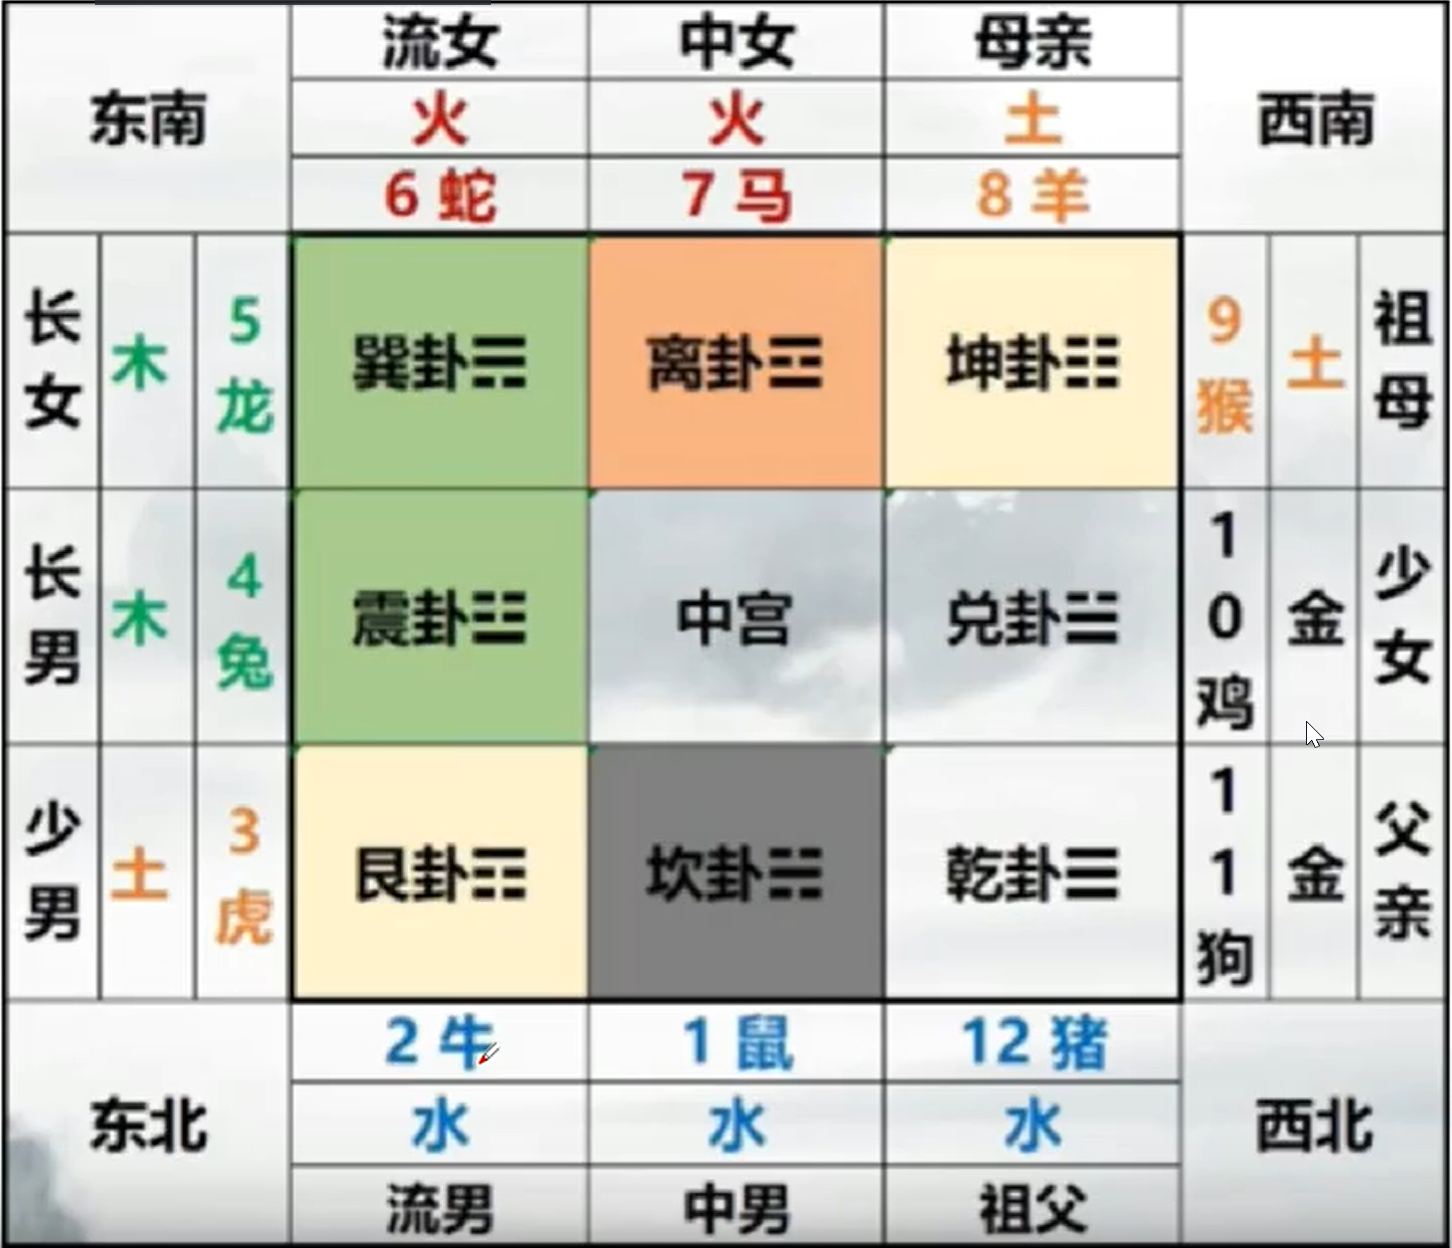 东南
流女
中女
母亲
西南
火
火
土
6 蛇
7 马
8 羊
长女
木
5龙
巽卦☴
离卦☲
坤卦☷
9猴
土
祖母
长男
木
4兔
震卦☳
中宫
兑卦☱
10鸡
金
少女
少男
土
3虎
艮卦☶
坎卦☵
乾卦☰
11狗
金
父亲
东北
2 牛
1 鼠
12 猪
西北
水
水
水
流男
中男
祖父